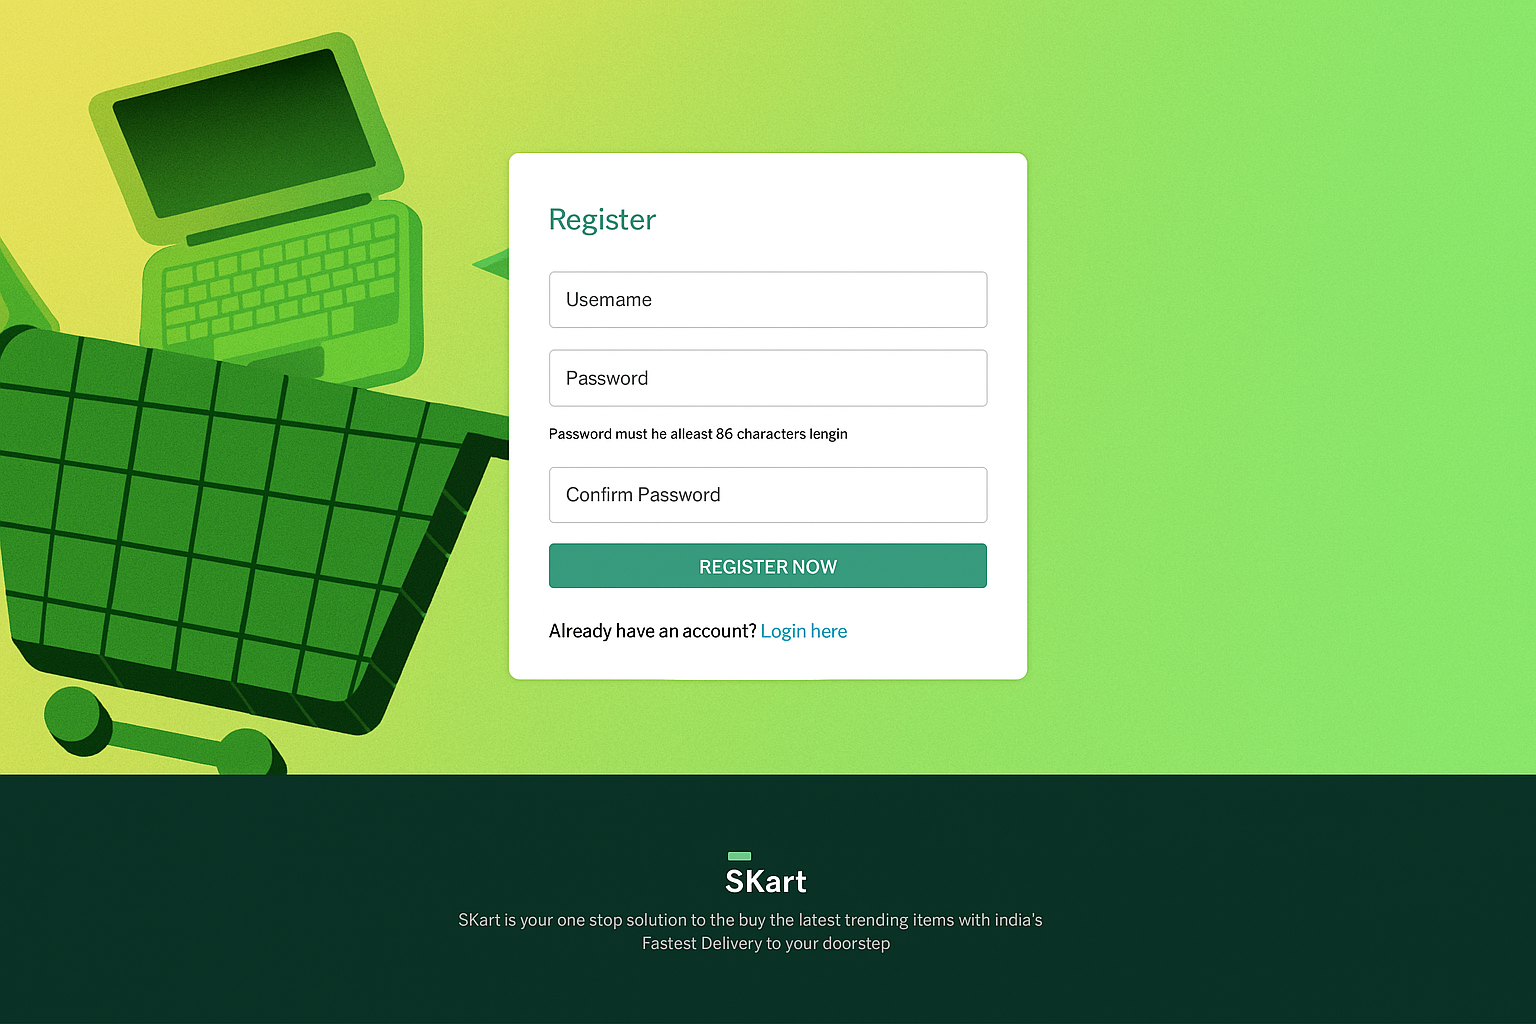 Register
Usemame
Password
Password must he alleast 86 characters lengin
Confirm Password
REGISTER NOW
Already have an account? Login here
SKart
SKart is your one stop solution to the buy the latest trending items with india's
Fastest Delivery to your doorstep